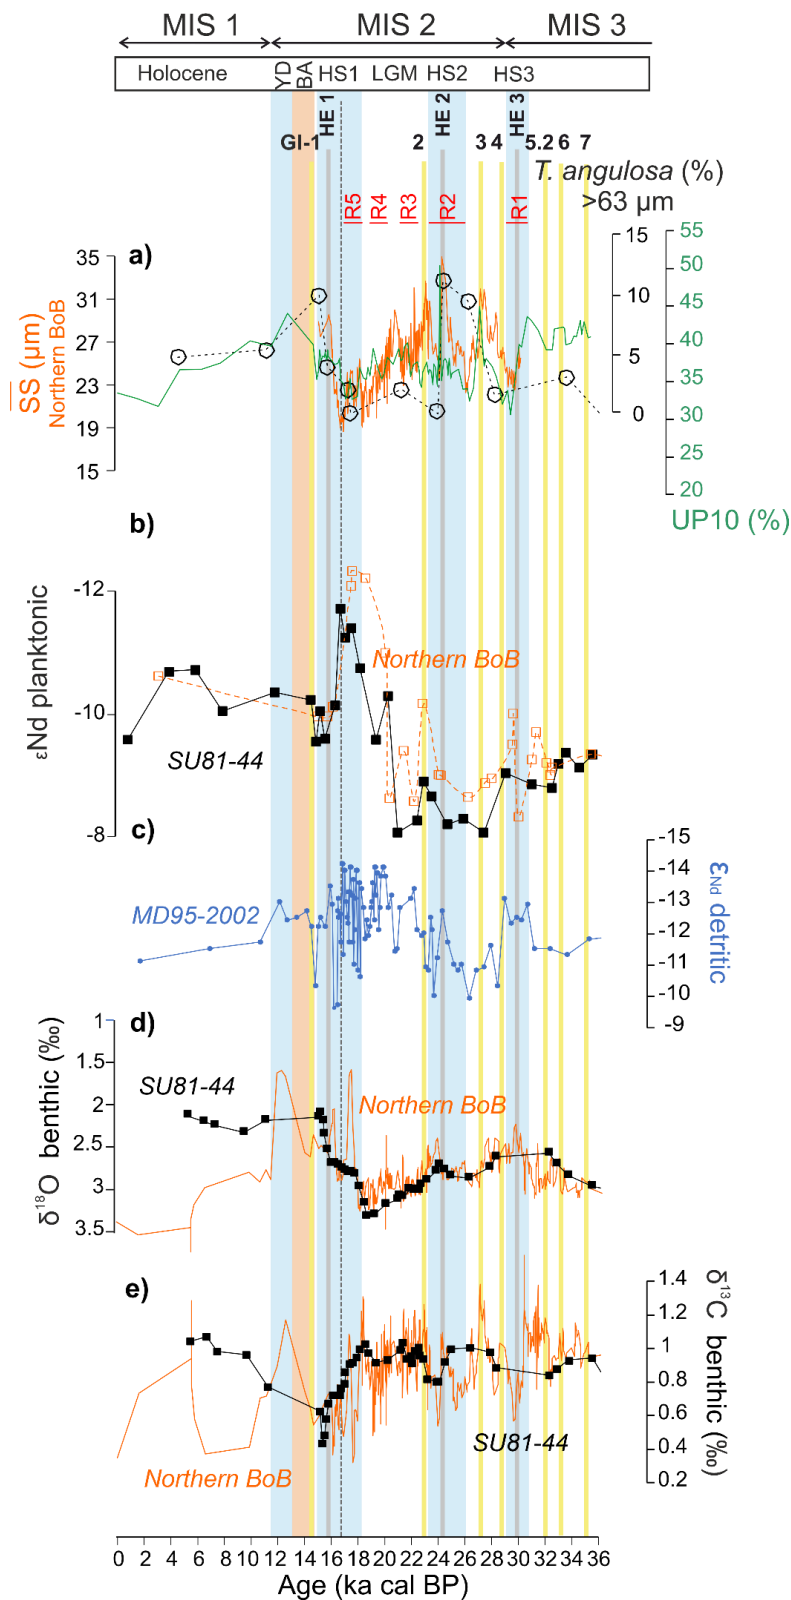 MIS 1 MIS 2 MIS 3
Holocene YD BA HS1 LGM HS2 HS3
HE 1 HE 2 HE 3
GI-1 2 3 4 5.2 6 7
T. angulosa (%)
>63 µm
R5 R4 R3 R2 R1
a)
35
31
27
23
19
15
SS (µm)
Northern BoB
15
10
5
0
55
50
45
40
35
30
25
20
UP10 (%)
b)
-12
-10
-8
εNd planktonic
Northern BoB
SU81-44
c)
MD95-2002
-15
-14
-13
-12
-11
-10
-9
εNd detritic
d)
1
1.5
2
2.5
3
3.5
δ18O benthic (‰)
SU81-44
Northern BoB
e)
1.4
1.2
1
0.8
0.6
0.4
0.2
δ13C benthic (‰)
SU81-44
Northern BoB
0 2 4 6 8 10 12 14 16 18 20 22 24 26 28 30 32 34 36
Age (ka cal BP)